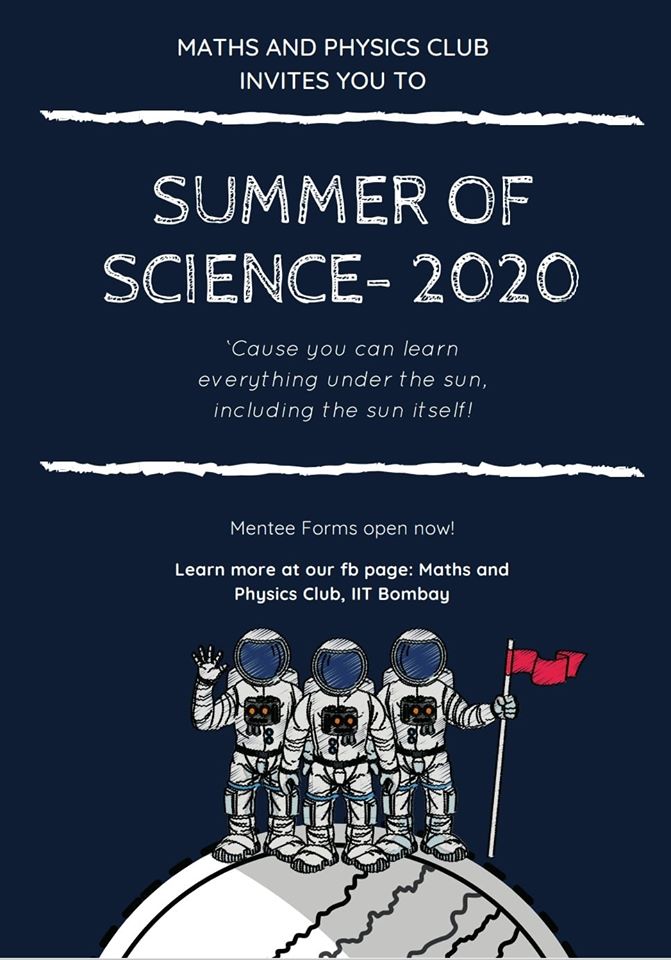 MATHS AND PHYSICS CLUB
INVITES YOU TO
SUMMER OF
SCIENCE- 2020
‘Cause you can learn
everything under the sun,
including the sun itself!
Mentee Forms open now!
Learn more at our fb page: Maths and
Physics Club, IIT Bombay